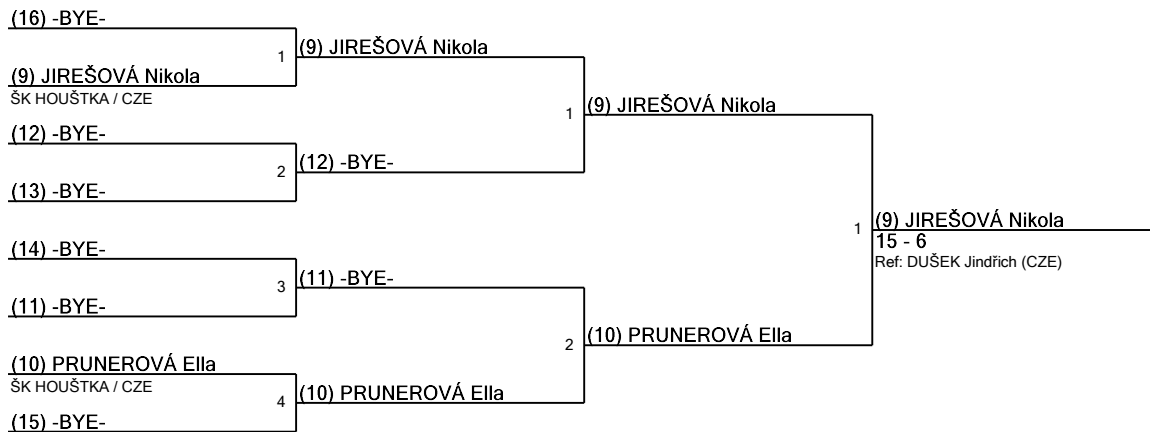 (16) -BYE-
1
(9) JIREŠOVÁ Nikola
(9) JIREŠOVÁ Nikola
ŠK HOUŠTKA / CZE
1
(9) JIREŠOVÁ Nikola
(12) -BYE-
2
(12) -BYE-
(13) -BYE-
1
(9) JIREŠOVÁ Nikola
15 - 6
Ref: DUŠEK Jindřich (CZE)
(14) -BYE-
3
(11) -BYE-
(11) -BYE-
2
(10) PRUNEROVÁ Ella
(10) PRUNEROVÁ Ella
ŠK HOUŠTKA / CZE
4
(10) PRUNEROVÁ Ella
(15) -BYE-